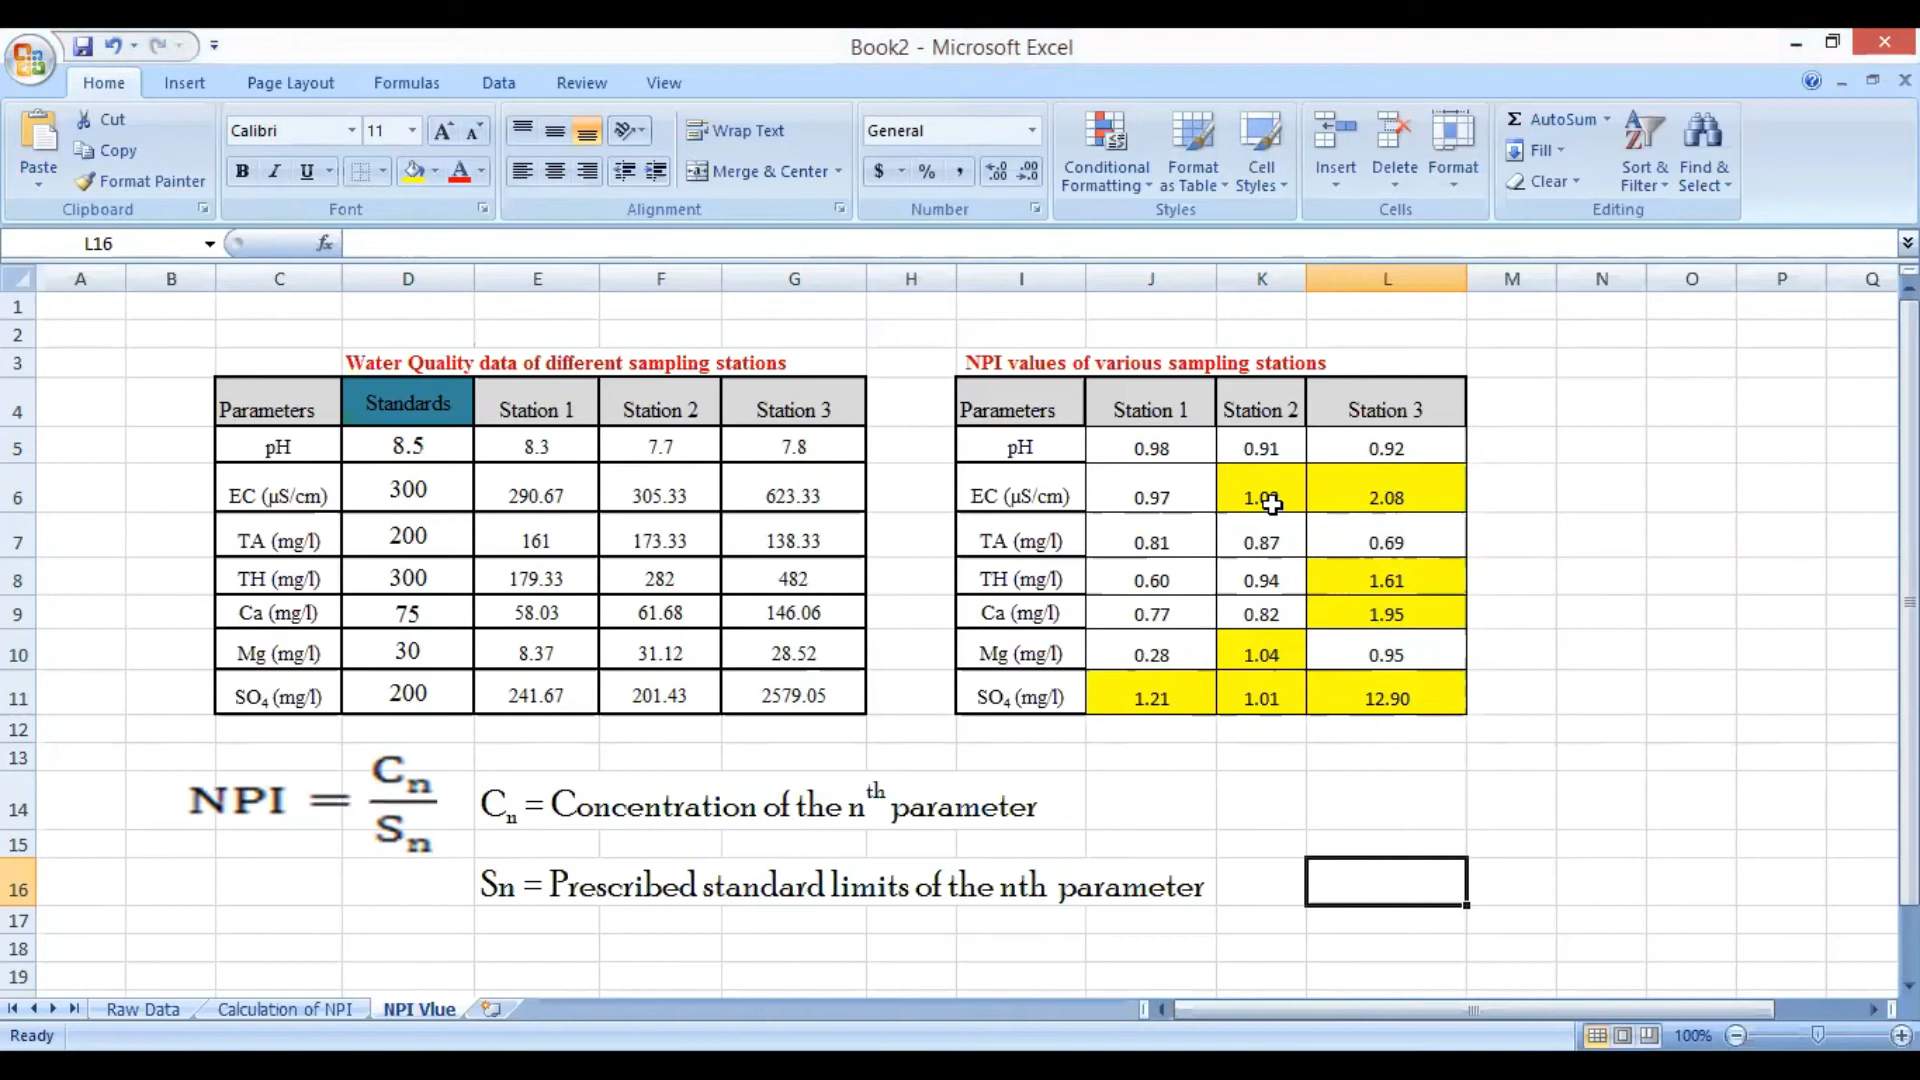 Book2 - Microsoft Excel
Home Insert Page Layout Formulas Data Review View
Cut
Copy
Format Painter
Paste
Clipboard
Calibri 11
B I U
Font
Wrap Text
Merge & Center
Alignment
General
$ % ,
Number
Conditional Formatting
Format as Table
Cell Styles
Styles
Insert Delete Format
Cells
Σ AutoSum
Fill
Clear
Sort & Filter
Find & Select
Editing
L16 fx
A B C D E F G H I J K L M N O P Q
1
2
3 Water Quality data of different sampling stations NPI values of various sampling stations
4 Parameters Standards Station 1 Station 2 Station 3 Parameters Station 1 Station 2 Station 3
5 pH 8.5 8.3 7.7 7.8 pH 0.98 0.91 0.92
6 EC (µS/cm) 300 290.67 305.33 623.33 EC (µS/cm) 0.97 2.08
7 TA (mg/l) 200 161 173.33 138.33 TA (mg/l) 0.81 0.87 0.69
8 TH (mg/l) 300 179.33 282 482 TH (mg/l) 0.60 0.94 1.61
9 Ca (mg/l) 75 58.03 61.68 146.06 Ca (mg/l) 0.77 0.82 1.95
10 Mg (mg/l) 30 8.37 31.12 28.52 Mg (mg/l) 0.28 1.04 0.95
11 SO₄ (mg/l) 200 241.67 201.43 2579.05 SO₄ (mg/l) 1.21 1.01 12.90
12
13
14 NPI = Cn / Sn Cn = Concentration of the nth parameter
15
16 Sn = Prescribed standard limits of the nth parameter
17
18
19
Raw Data Calculation of NPI NPI Vlue
Ready 100%